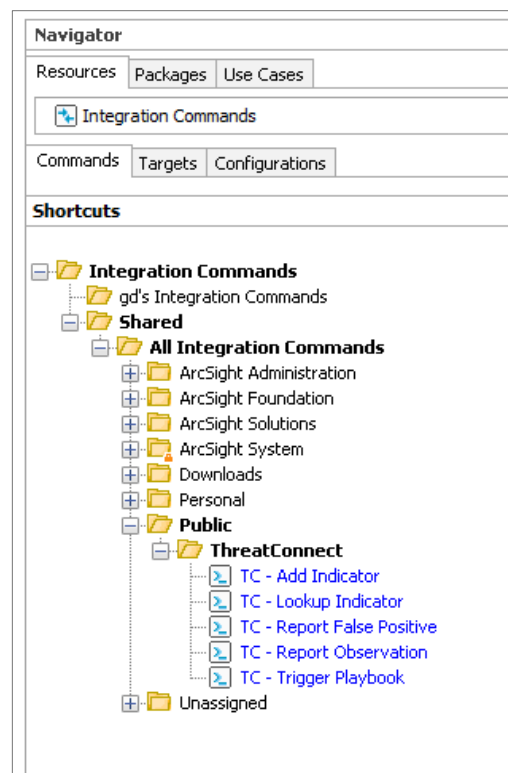 Navigator
Resources Packages Use Cases
Integration Commands
Commands Targets Configurations
Shortcuts
Integration Commands
gd's Integration Commands
Shared
All Integration Commands
ArcSight Administration
ArcSight Foundation
ArcSight Solutions
ArcSight System
Downloads
Personal
Public
ThreatConnect
TC - Add Indicator
TC - Lookup Indicator
TC - Report False Positive
TC - Report Observation
TC - Trigger Playbook
Unassigned